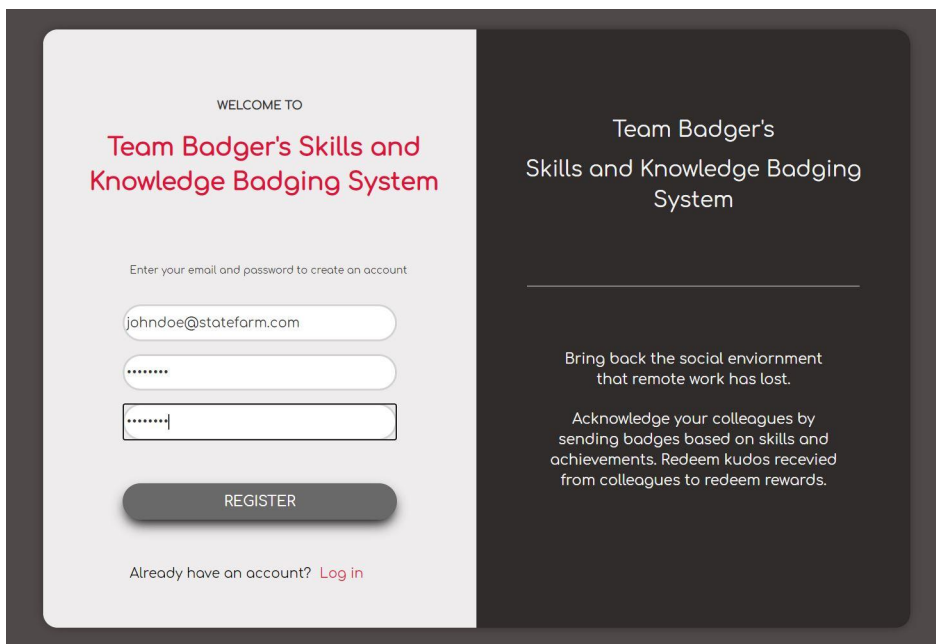 WELCOME TO
Team Badger's Skills and
Knowledge Badging System
Enter your email and password to create an account
johndoe@statefarm.com
••••••••
••••••••
REGISTER
Already have an account? Log in
Team Badger's
Skills and Knowledge Badging
System
Bring back the social enviornment
that remote work has lost.
Acknowledge your colleagues by
sending badges based on skills and
achievements. Redeem kudos recevied
from colleagues to redeem rewards.